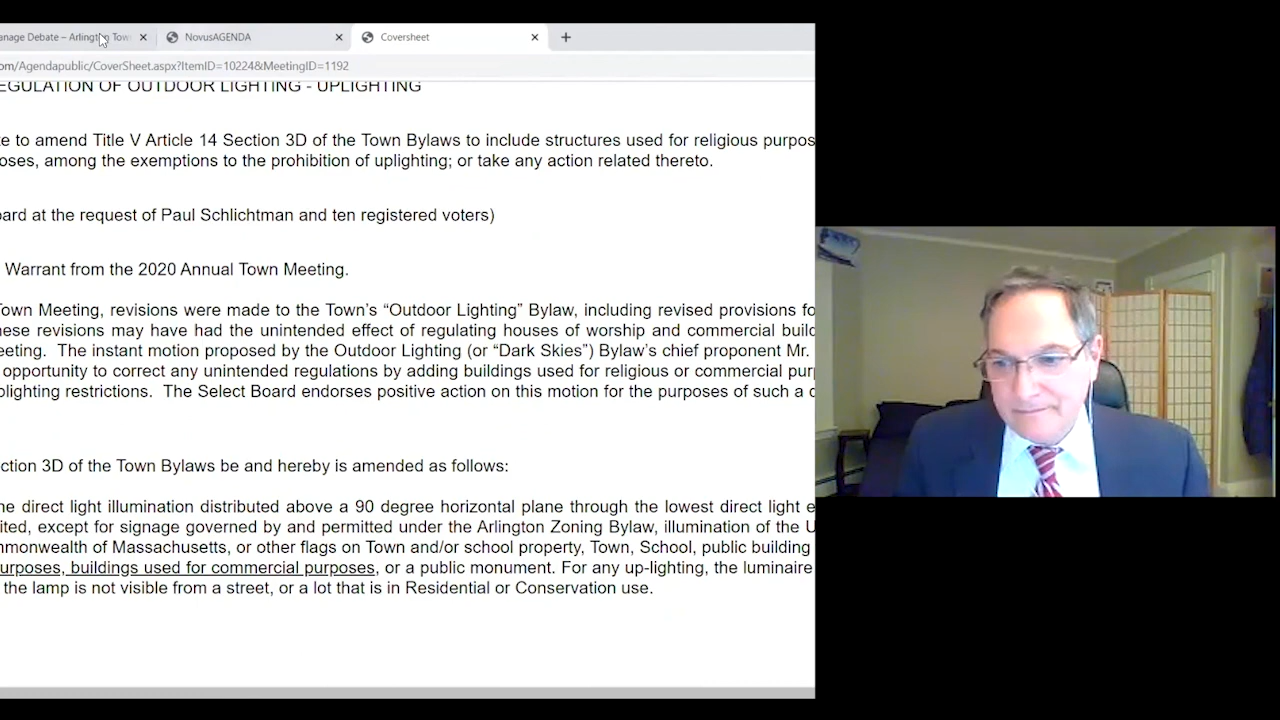 anage Debate – Arlington Tow
NovusAGENDA
Coversheet
om/Agendapublic/CoverSheet.aspx?ItemID=10224&MeetingID=1192
EGULATION OF OUTDOOR LIGHTING - UPLIGHTING
te to amend Title V Article 14 Section 3D of the Town Bylaws to include structures used for religious purpos
oses, among the exemptions to the prohibition of uplighting; or take any action related thereto.
oard at the request of Paul Schlichtman and ten registered voters)
Warrant from the 2020 Annual Town Meeting.
Town Meeting, revisions were made to the Town’s “Outdoor Lighting” Bylaw, including revised provisions fo
hese revisions may have had the unintended effect of regulating houses of worship and commercial build
eeting. The instant motion proposed by the Outdoor Lighting (or “Dark Skies”) Bylaw’s chief proponent Mr.
opportunity to correct any unintended regulations by adding buildings used for religious or commercial purp
plighting restrictions. The Select Board endorses positive action on this motion for the purposes of such a c
ction 3D of the Town Bylaws be and hereby is amended as follows:
he direct light illumination distributed above a 90 degree horizontal plane through the lowest direct light e
ited, except for signage governed by and permitted under the Arlington Zoning Bylaw, illumination of the U
mmonwealth of Massachusetts, or other flags on Town and/or school property, Town, School, public building
urposes, buildings used for commercial purposes, or a public monument. For any up-lighting, the luminaire
the lamp is not visible from a street, or a lot that is in Residential or Conservation use.